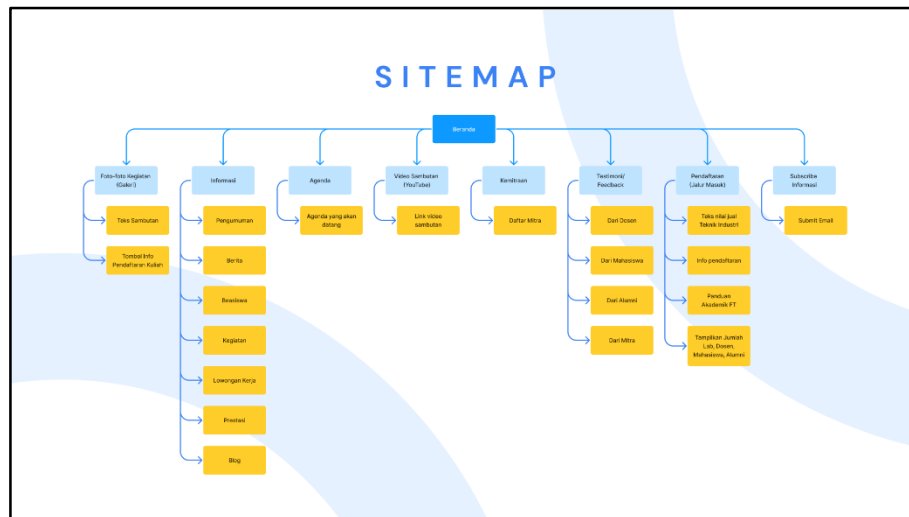 SITEMAP
Beranda
Foto-foto Kegiatan
(Galeri)
Teks Sambutan
Tombol Info
Pendaftaran Kuliah
Informasi
Pengumuman
Berita
Beasiswa
Kegiatan
Lowongan Kerja
Prestasi
Blog
Agenda
Agenda yang akan
datang
Video Sambutan
(YouTube)
Link video
sambutan
Kemitraan
Daftar Mitra
Testimoni/
Feedback
Dari Dosen
Dari Mahasiswa
Dari Alumni
Dari Mitra
Pendaftaran
(Jalur Masuk)
Teks nilai jual
Teknik Industri
Info pendaftaran
Panduan
Akademik FT
Tampilkan Jumlah
Lab, Dosen,
Mahasiswa, Alumni
Subscribe
Informasi
Submit Email